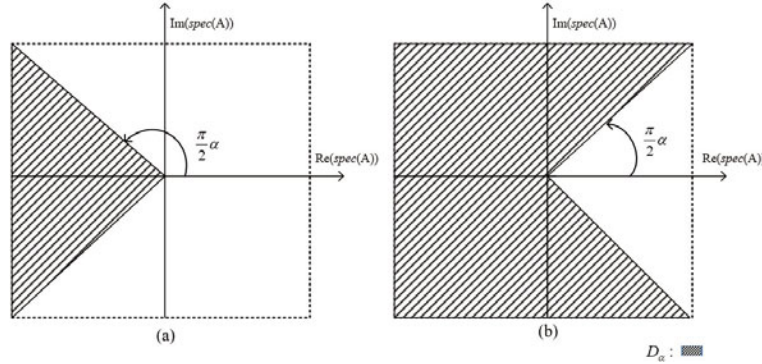 Im(spec(A))
π/2 α
Re(spec(A))
(a)
Im(spec(A))
π/2 α
Re(spec(A))
(b)
D_α :